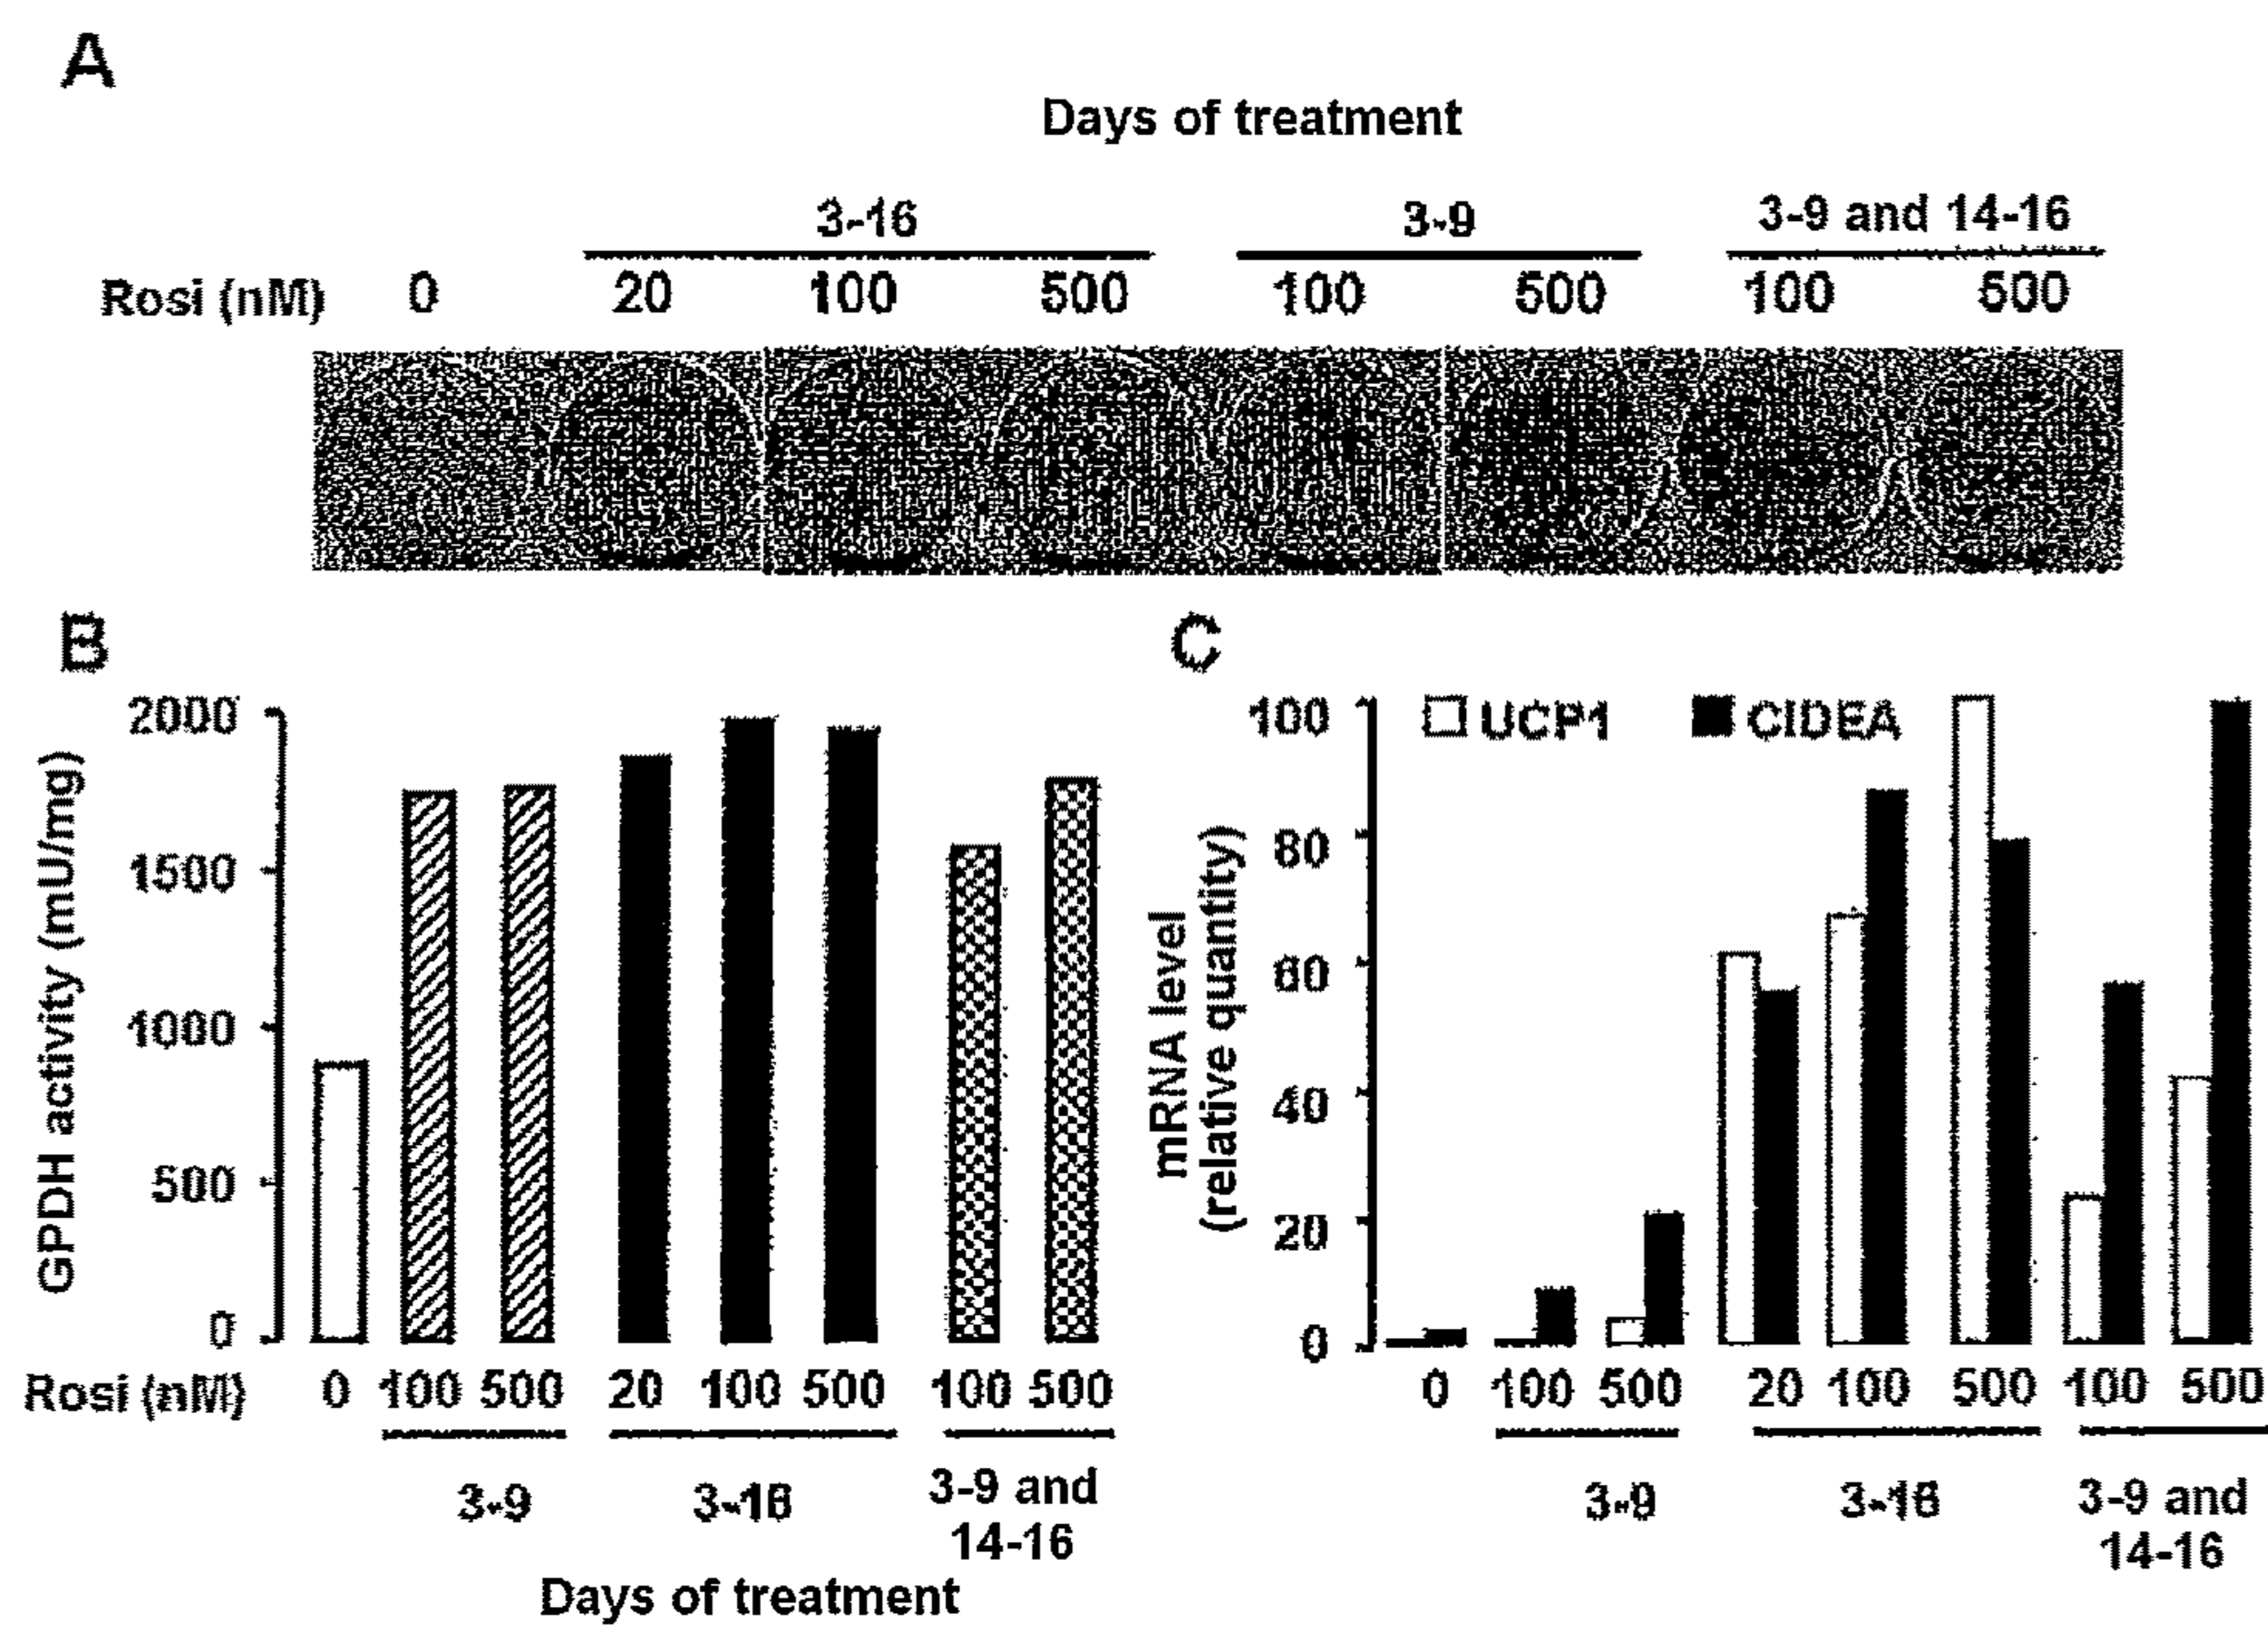 A
Days of treatment
3-16 3-9 3-9 and 14-16
Rosi (nM) 0 20 100 500 100 500 100 500
B
GPDH activity (mU/mg)
2000
1500
1000
500
0
Rosi (nM) 0 100 500 20 100 500 100 500
3-9 3-16 3-9 and
14-16
Days of treatment
C
mRNA level
(relative quantity)
UCP1 CIDEA
100
80
60
40
20
0
0 100 500 20 100 500 100 500
3-9 3-16 3-9 and
14-16